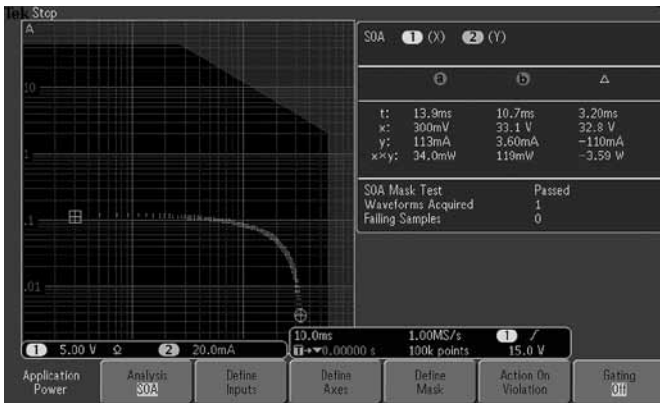 Tek Stop
A
10
1
.1
.01
SOA 1 (X) 2 (Y)
a b Δ
t: 13.9ms 10.7ms 3.20ms
x: 300mV 33.1 V 32.8 V
y: 113mA 3.60mA −110mA
x×y: 34.0mW 119mW −3.59 W
SOA Mask Test Passed
Waveforms Acquired 1
Failing Samples 0
1 5.00 V Ω 2 20.0mA
10.0ms 1.00MS/s 1 /
T→▼0.00000 s 100k points 15.0 V
Application Power
Analysis SOA
Define Inputs
Define Axes
Define Mask
Action On Violation
Gating Off